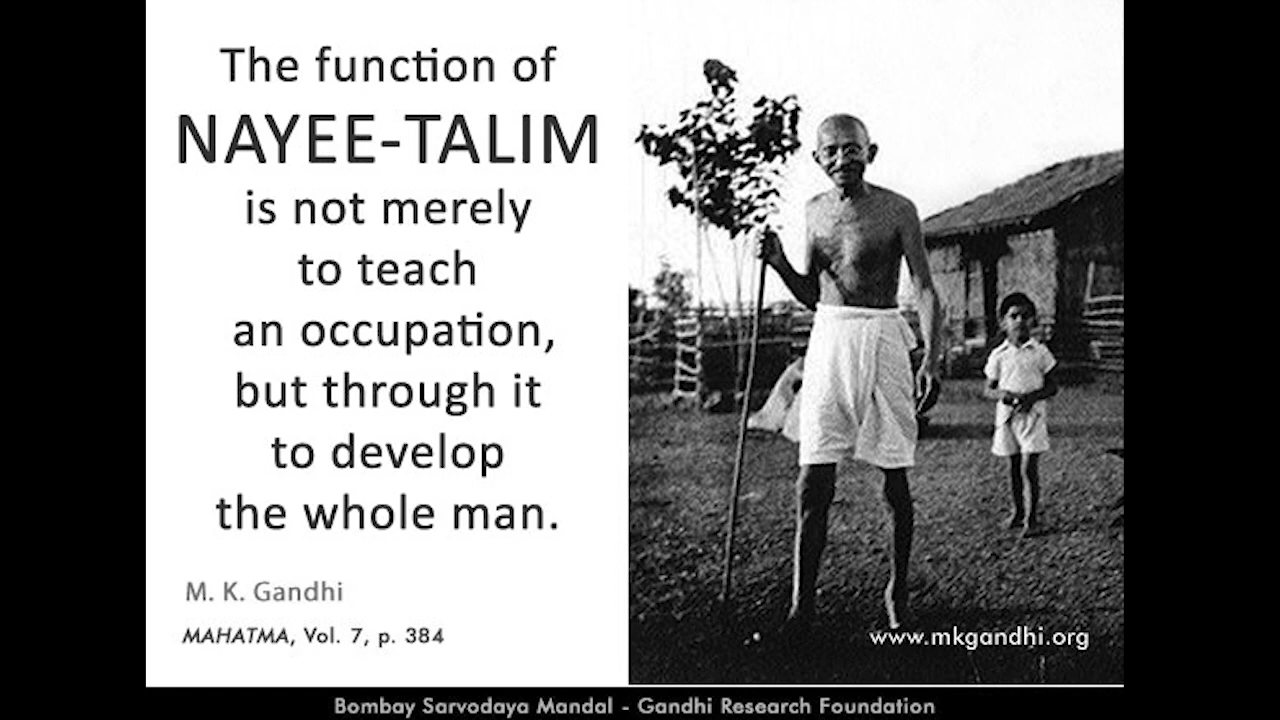 The function of
NAYEE-TALIM
is not merely
to teach
an occupation,
but through it
to develop
the whole man.
M. K. Gandhi
MAHATMA, Vol. 7, p. 384
www.mkgandhi.org
Bombay Sarvodaya Mandal - Gandhi Research Foundation